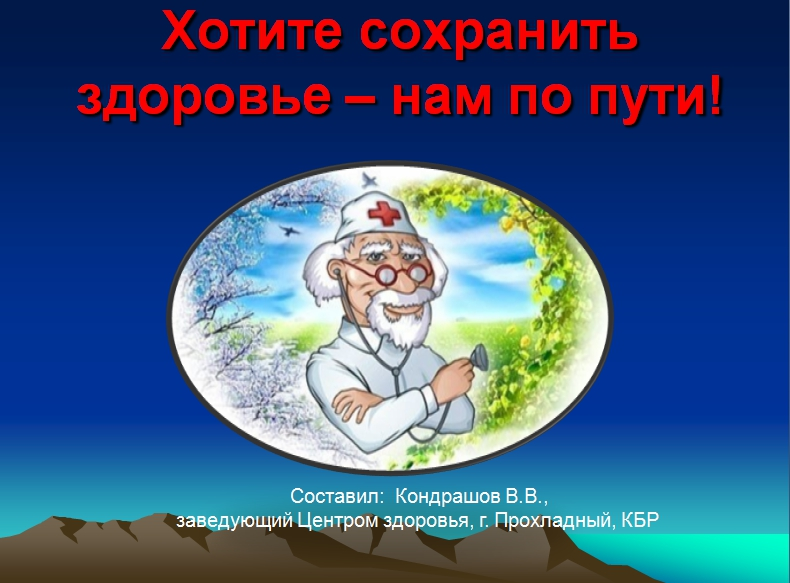 Хотите сохранить
здоровье – нам по пути!
Составил:  Кондрашов В.В.,
заведующий Центром здоровья, г. Прохладный, КБР